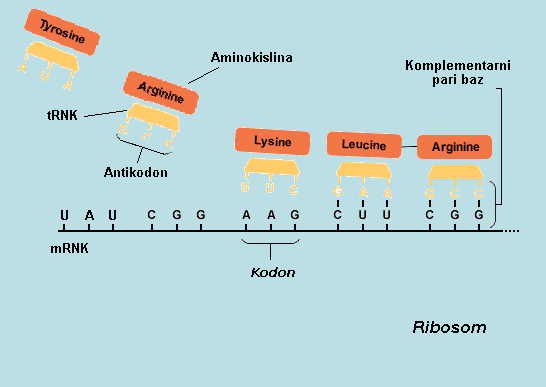 Tyrosine
A U A
Aminokislina
Arginine
tRNK
G C C
Antikodon
Komplementarni
pari baz
Lysine
Leucine
Arginine
U U C
G A A
G C C
U A U C G G A A G C U U C G G
mRNK
Kodon
Ribosom